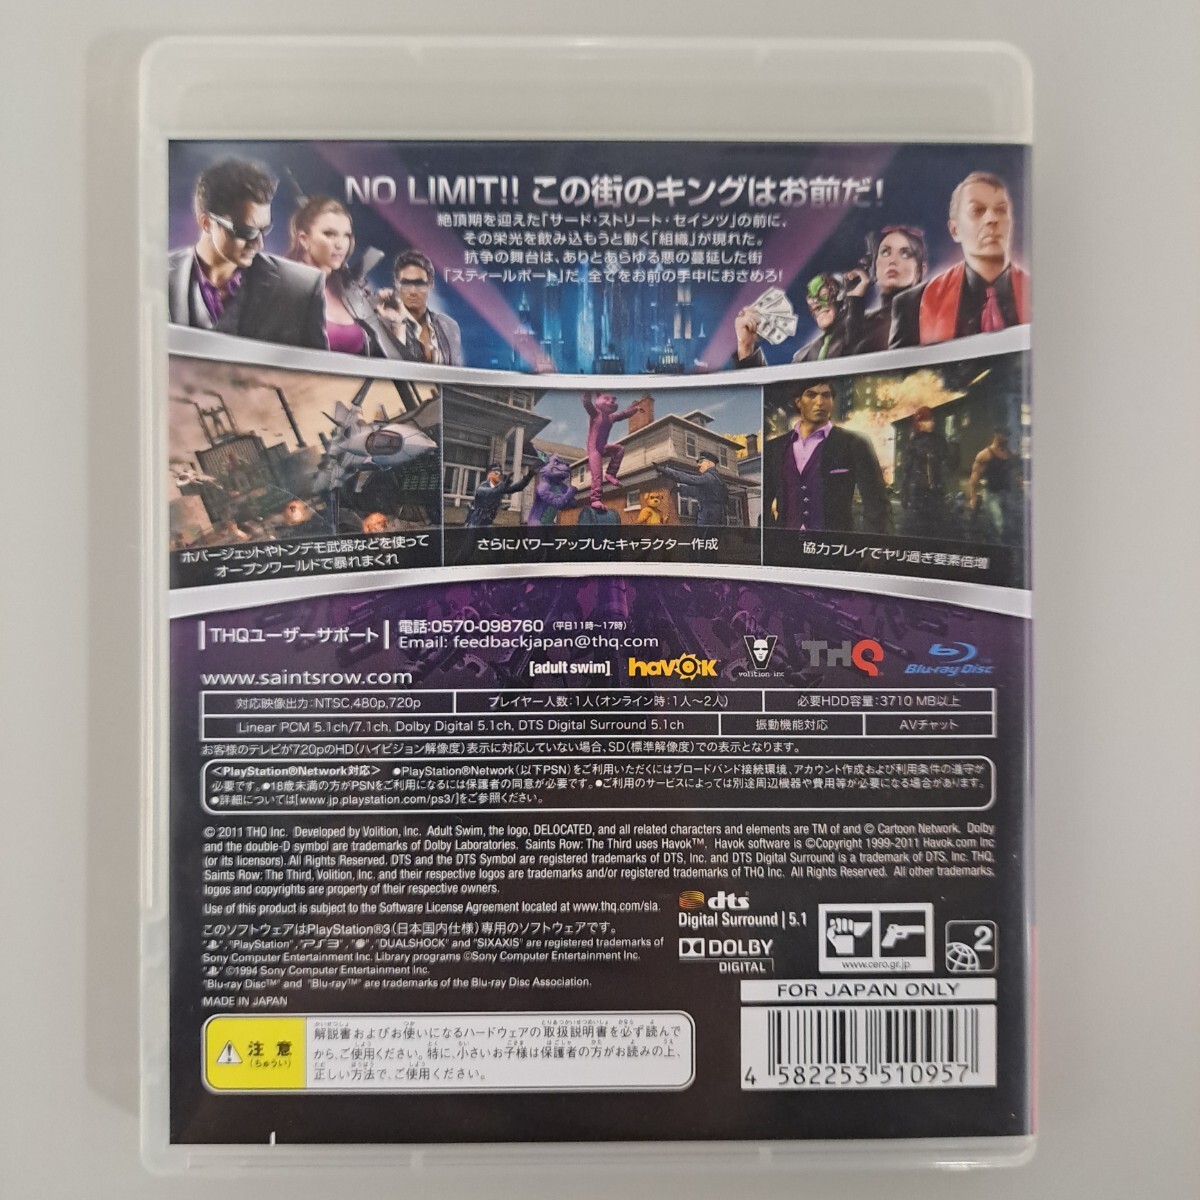 NO LIMIT!! この街のキングはお前だ!
絶頂期を迎えた「サード・ストリート・セインツ」の前に、
その栄光を飲み込もうと動く「組織」が現れた。
抗争の舞台は、ありとあらゆる悪の蔓延した街
「スティールポート」だ。全てをお前の手中におさめろ!
ホバージェットやトンデモ武器などを使って
オープンワールドで暴れまくれ
さらにパワーアップしたキャラクター作成
協力プレイでヤリ過ぎ要素倍増
THQユーザーサポート
電話:0570-098760 (平日11時〜17時)
Email: feedbackjapan@thq.com
www.saintsrow.com
[adult swim]
havok
volition inc
THQ
Blu-ray Disc
対応映像出力:NTSC,480p,720p
プレイヤー人数:1人(オンライン時:1人〜2人)
必要HDD容量:3710 MB以上
Linear PCM 5.1ch/7.1ch, Dolby Digital 5.1ch, DTS Digital Surround 5.1ch
振動機能対応
AVチャット
お客様のテレビが720pのHD(ハイビジョン解像度)表示に対応していない場合、SD(標準解像度)での表示となります。
<PlayStation®Network対応> ●PlayStation®Network(以下PSN)をご利用いただくにはブロードバンド接続環境、アカウント作成および利用条件の遵守が
必要です。●18歳未満の方がPSNをご利用になるには保護者の同意が必要です。●ご利用のサービスによっては別途周辺機器や費用等が必要になる場合があります。
●詳細については[www.jp.playstation.com/ps3/]をご参照ください。
© 2011 THQ Inc. Developed by Volition, Inc. Adult Swim, the logo, DELOCATED, and all related characters and elements are TM of and © Cartoon Network. Dolby
and the double-D symbol are trademarks of Dolby Laboratories. Saints Row: The Third uses Havok™. Havok software is ©Copyright 1999-2011 Havok.com Inc
(or its licensors). All Rights Reserved. DTS and the DTS Symbol are registered trademarks of DTS, Inc. and DTS Digital Surround is a trademark of DTS, Inc. THQ,
Saints Row: The Third, Volition, Inc. and their respective logos are trademarks and/or registered trademarks of THQ Inc. All Rights Reserved. All other trademarks,
logos and copyrights are property of their respective owners.
Use of this product is subject to the Software License Agreement located at www.thq.com/sla.
このソフトウェアはPlayStation®3(日本国内仕様)専用のソフトウェアです。
" ", "PlayStation", "PS3", " ", "DUALSHOCK" and "SIXAXIS" are registered trademarks of
Sony Computer Entertainment Inc. Library programs ©Sony Computer Entertainment Inc.
" " ©1994 Sony Computer Entertainment Inc.
"Blu-ray Disc™" and "Blu-ray™" are trademarks of the Blu-ray Disc Association.
MADE IN JAPAN
dts
Digital Surround | 5.1
DOLBY
DIGITAL
www.cero.gr.jp
2
FOR JAPAN ONLY
4 582253 510957
注意
(ちゅうい)
解説書およびお使いになるハードウェアの取扱説明書を必ず読んで
から、ご使用ください。特に、小さいお子様は保護者の方がお読みの上、
正しい方法で、ご使用ください。